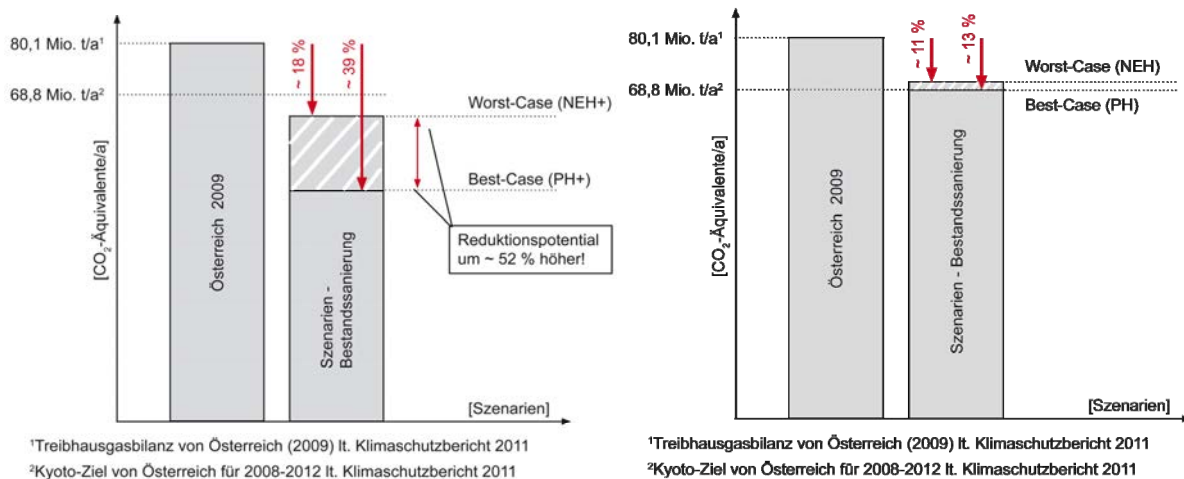 80,1 Mio. t/a¹
68,8 Mio. t/a²
[CO₂-Äquivalente/a]
Österreich 2009
~ 18 %
~ 39 %
Szenarien -
Bestandssanierung
Worst-Case (NEH+)
Best-Case (PH+)
Reduktionspotential
um ~ 52 % höher!
[Szenarien]
¹Treibhausgasbilanz von Österreich (2009) lt. Klimaschutzbericht 2011
²Kyoto-Ziel von Österreich für 2008-2012 lt. Klimaschutzbericht 2011
80,1 Mio. t/a¹
68,8 Mio. t/a²
[CO₂-Äquivalente/a]
Österreich 2009
~ 11 %
~ 13 %
Szenarien - Bestandssanierung
Worst-Case (NEH)
Best-Case (PH)
[Szenarien]
¹Treibhausgasbilanz von Österreich (2009) lt. Klimaschutzbericht 2011
²Kyoto-Ziel von Österreich für 2008-2012 lt. Klimaschutzbericht 2011